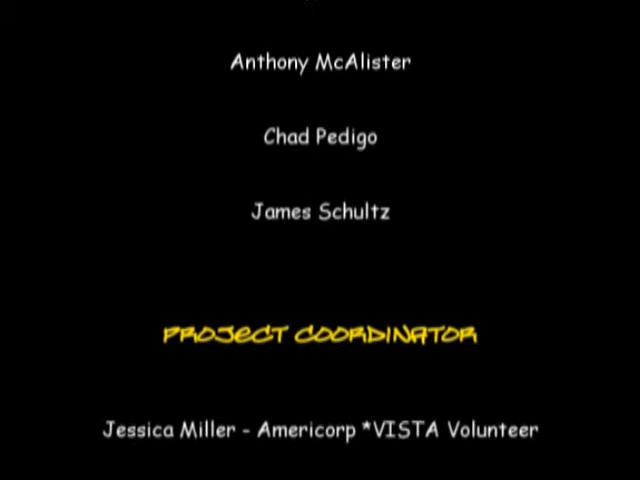 Anthony McAlister
Chad Pedigo
James Schultz
PROJECT COORDINATOR
Jessica Miller - Americorp *VISTA Volunteer